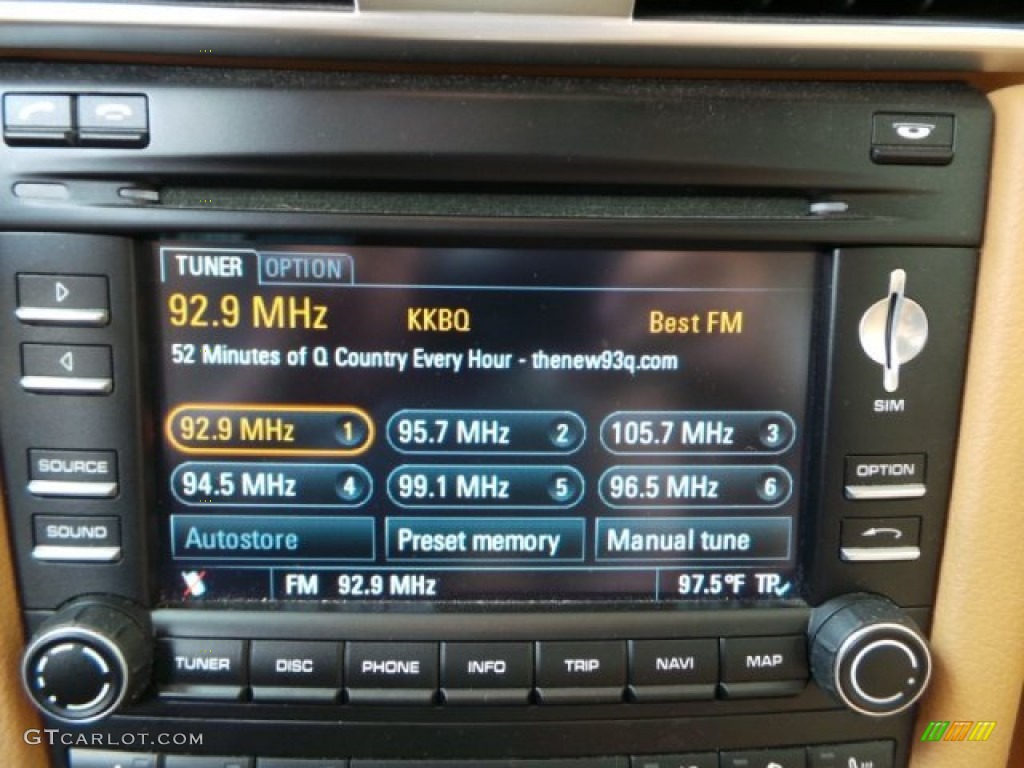 TUNER OPTION
92.9 MHz KKBQ Best FM
52 Minutes of Q Country Every Hour - thenew93q.com
SIM
92.9 MHz 1 95.7 MHz 2 105.7 MHz 3
SOURCE 94.5 MHz 4 99.1 MHz 5 96.5 MHz 6 OPTION
SOUND Autostore Preset memory Manual tune
FM 92.9 MHz 97.5°F TP
TUNER DISC PHONE INFO TRIP NAVI MAP
GTCARLOT.COM